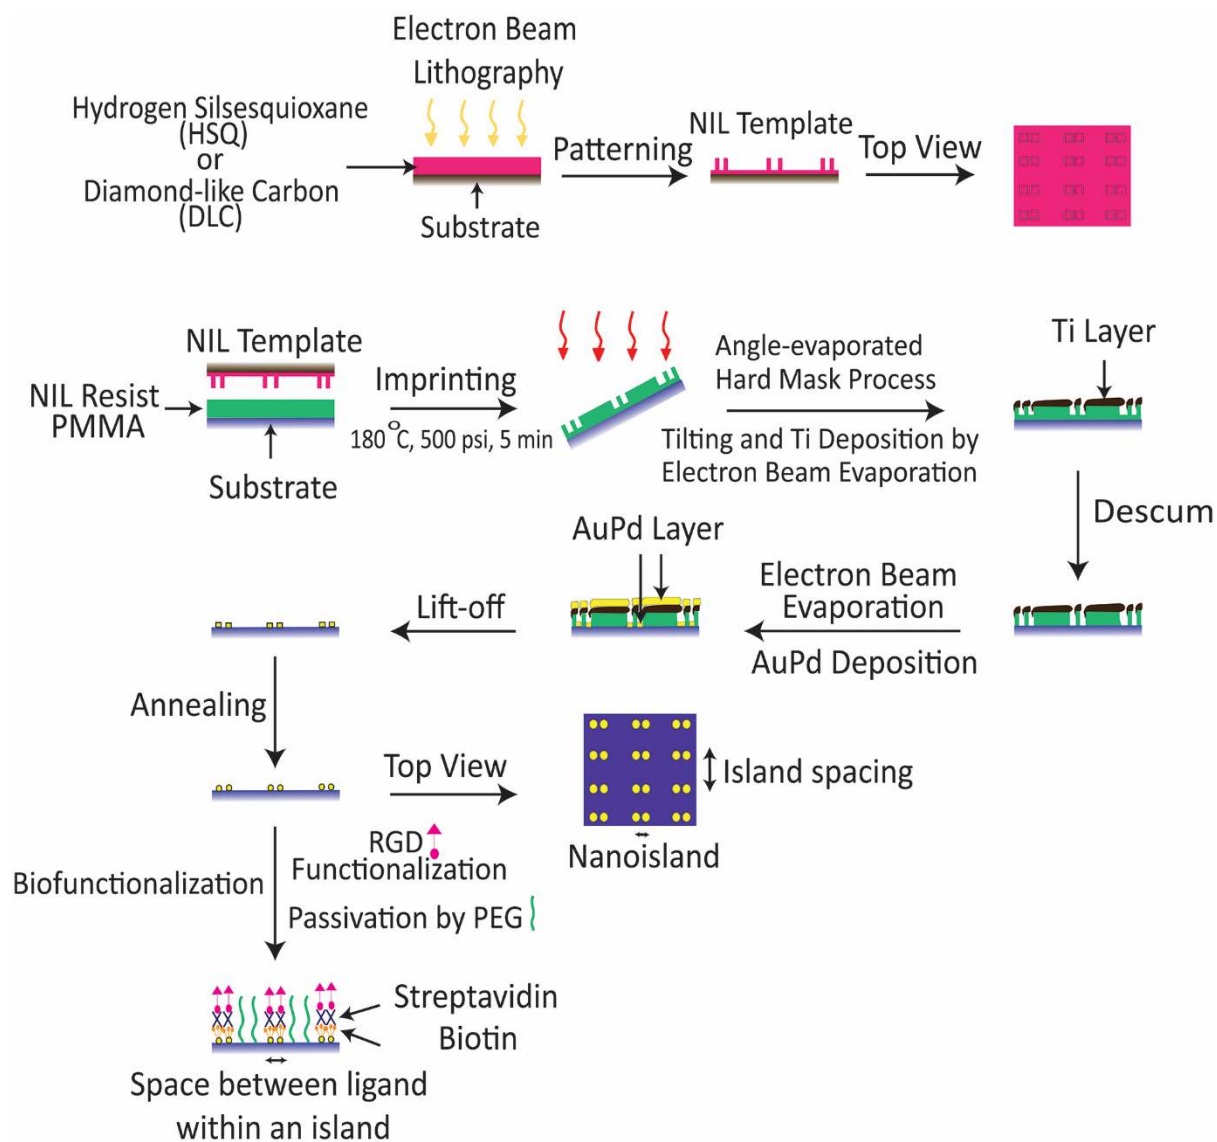 Electron Beam
Lithography
Hydrogen Silsesquioxane
(HSQ)
or
Diamond-like Carbon
(DLC)
Substrate
Patterning
NIL Template
Top View
NIL Template
NIL Resist
PMMA
Substrate
Imprinting
180°C, 500 psi, 5 min
Angle-evaporated
Hard Mask Process
Tilting and Ti Deposition by
Electron Beam Evaporation
Ti Layer
Descum
Electron Beam
Evaporation
AuPd Deposition
AuPd Layer
Lift-off
Annealing
Top View
Island spacing
Nanoisland
Biofunctionalization
RGD
Functionalization
Passivation by PEG
Streptavidin
Biotin
Space between ligand
within an island